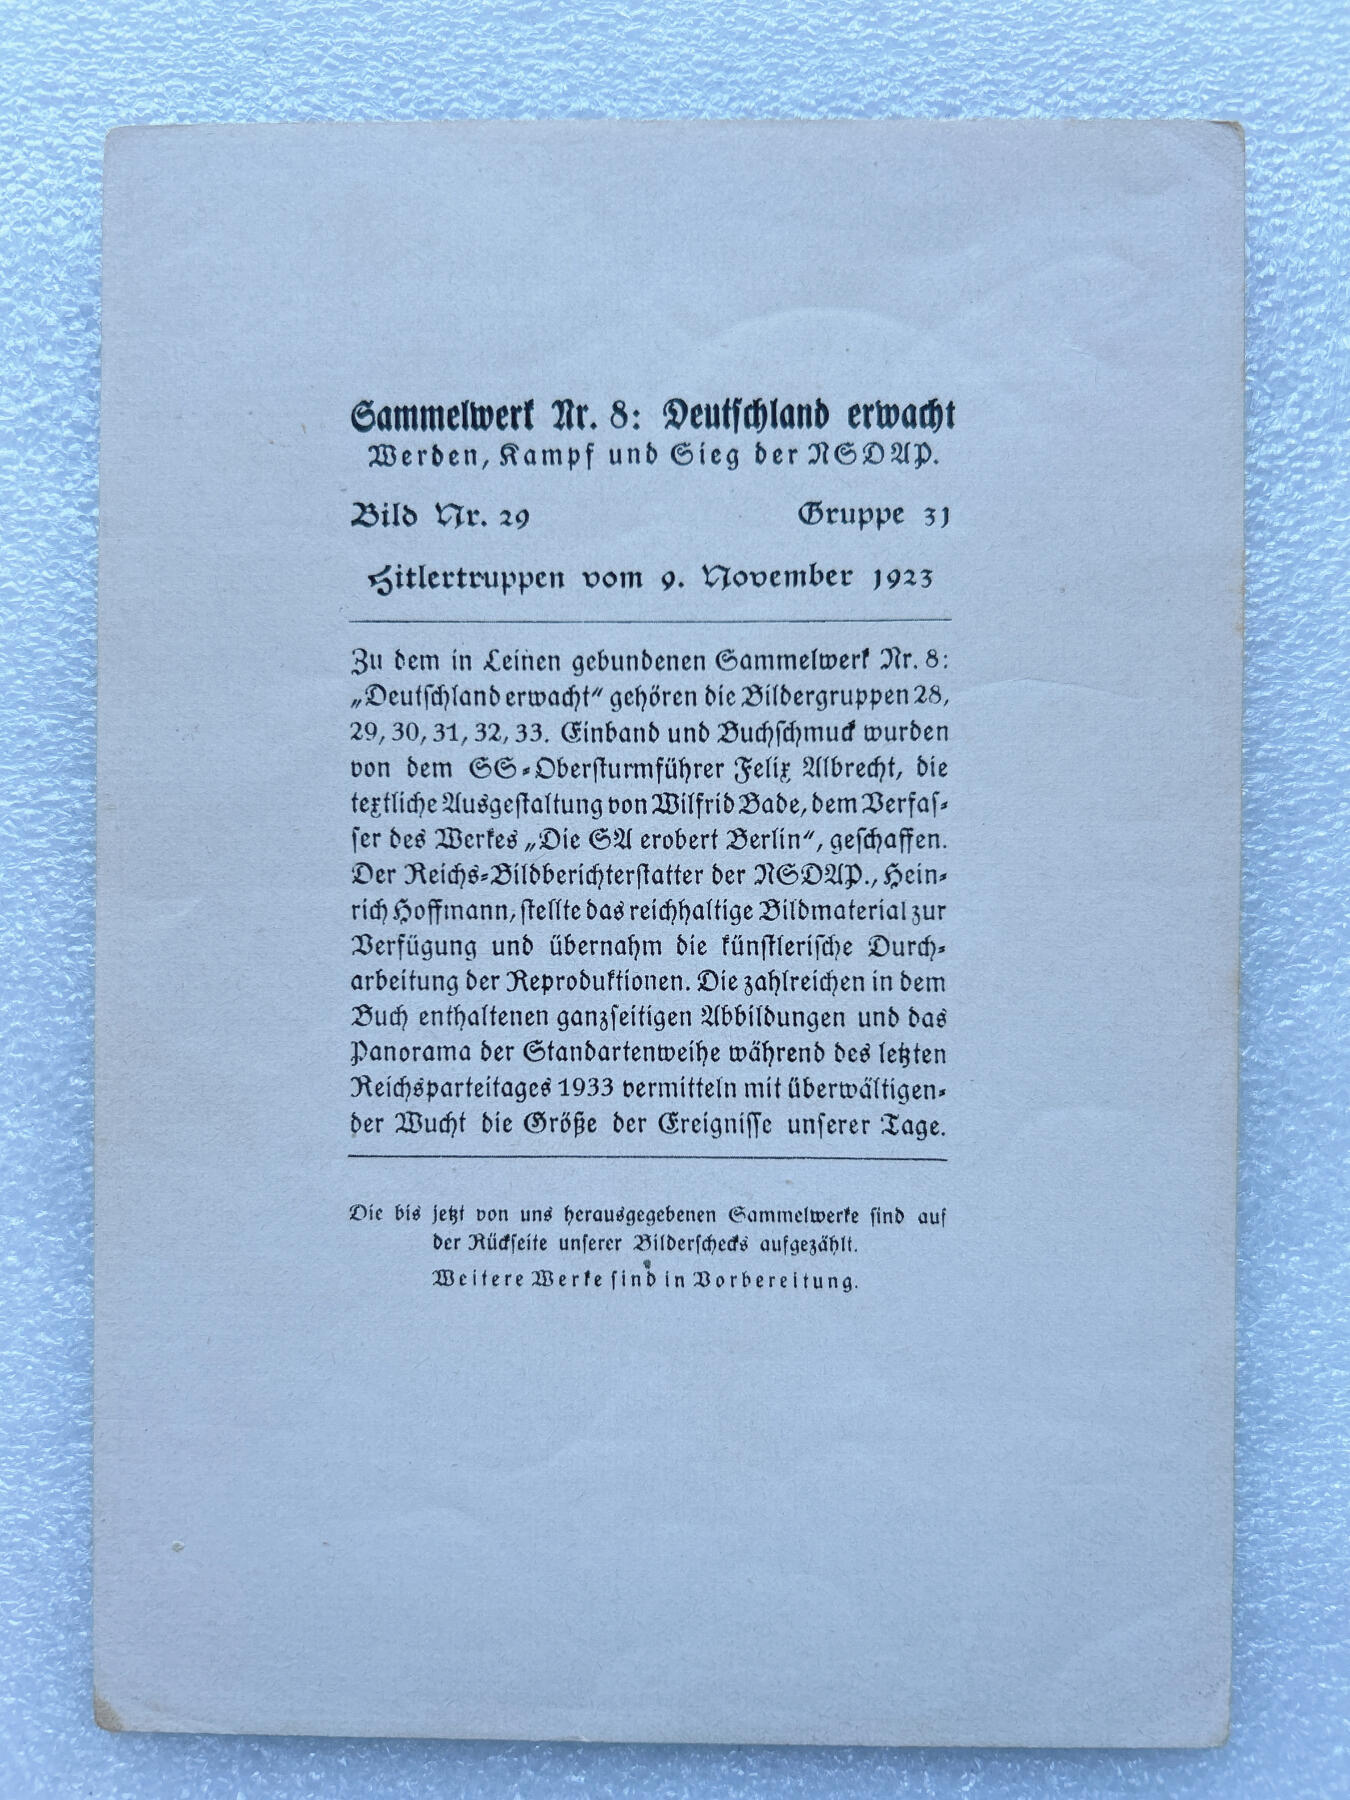 Sammelwerk Nr. 8: Deutschland erwacht
Werden, Kampf und Sieg der NSDAP.
Bild Nr. 29 Gruppe 31
Hitlertruppen vom 9. November 1923
Zu dem in Leinen gebundenen Sammelwerk Nr. 8:
„Deutschland erwacht“ gehören die Bildergruppen 28,
29, 30, 31, 32, 33. Einband und Buchschmuck wurden
von dem SS-Obersturmführer Felix Albrecht, die
textliche Ausgestaltung von Wilfrid Bade, dem Verfas-
ser des Werkes „Die SA erobert Berlin“, geschaffen.
Der Reichs-Bildberichterstatter der NSDAP., Hein-
rich Hoffmann, stellte das reichhaltige Bildmaterial zur
Verfügung und übernahm die künstlerische Durch-
arbeitung der Reproduktionen. Die zahlreichen in dem
Buch enthaltenen ganzseitigen Abbildungen und das
Panorama der Standartenweihe während des letzten
Reichsparteitages 1933 vermitteln mit überwältigen-
der Wucht die Größe der Ereignisse unserer Tage.
Die bis jetzt von uns herausgegebenen Sammelwerke sind auf
der Rückseite unserer Bilderschecks aufgezählt.
Weitere Werke sind in Vorbereitung.